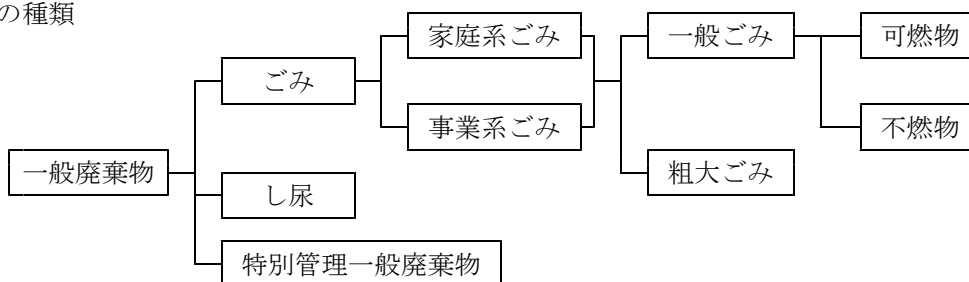 の種類
家庭系ごみ
一般ごみ
可燃物
ごみ
事業系ごみ
不燃物
一般廃棄物
粗大ごみ
し尿
特別管理一般廃棄物